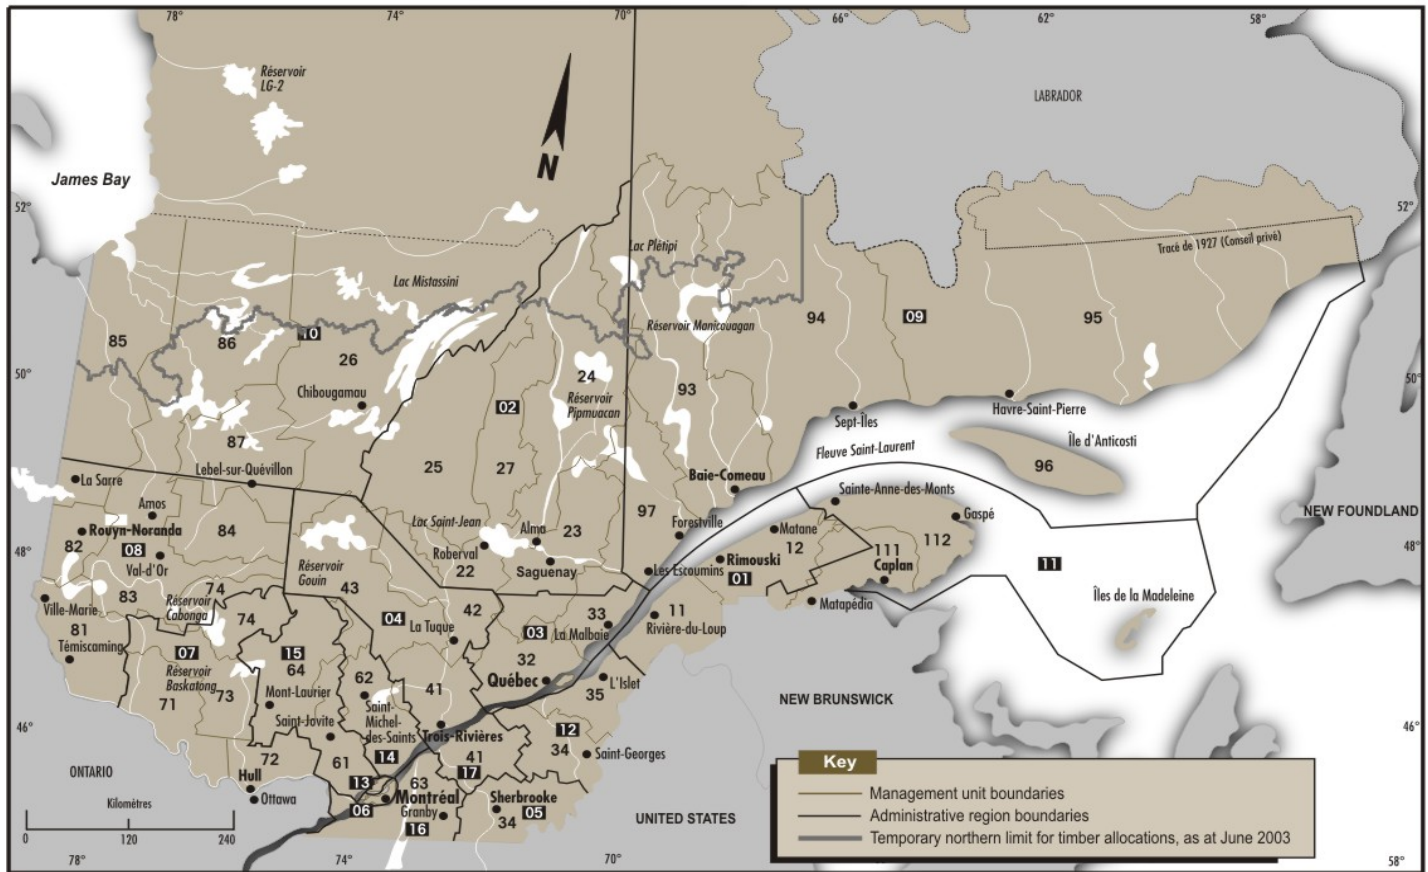 78°
74°
70°
66°
62°
58°
Réservoir
LG-2
LABRADOR
James Bay
N
52°
52°
Lac Plétipi
Tracé de 1927 (Conseil privé)
Lac Mistassini
85
86
10
26
Réservoir Manicouagan
94
09
95
50°
50°
Chibougamau
24
Réservoir
Pipmuacan
93
02
Sept-Îles
Havre-Saint-Pierre
87
25
27
Fleuve Saint-Laurent
Île d'Anticosti
96
La Sarre
Lebel-sur-Quévillon
Baie-Comeau
Sainte-Anne-des-Monts
Amos
Rouyn-Noranda
84
Lac Saint-Jean
Alma
23
97
Forestville
Matane
Gaspé
NEW FOUNDLAND
48°
82
08
Val-d'Or
Roberval
22
Saguenay
Les Escoumins
Rimouski
01
12
111
112
Caplan
11
48°
Réservoir
Gouin
43
Ville-Marie
83
74
Réservoir
Cabonga
74
42
33
11
Matapédia
Îles de la Madeleine
81
Témiscaming
04
La Tuque
03
La Malbaie
Rivière-du-Loup
07
15
64
Réservoir
Baskatong
32
71
73
Mont-Laurier
62
41
Québec
L'Islet
35
NEW BRUNSWICK
46°
46°
Saint-Jovite
Saint-
Michel-
des-Saints
Trois-Rivières
12
34
Saint-Georges
72
61
14
41
17
ONTARIO
Hull
Ottawa
13
63
Montréal
06
Granby
16
Sherbrooke
34
05
UNITED STATES
Kilomètres
0
120
240
Key
Management unit boundaries
Administrative region boundaries
Temporary northern limit for timber allocations, as at June 2003
78°
74°
70°
58°